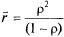 r̄ = ρ² / (1 − ρ)